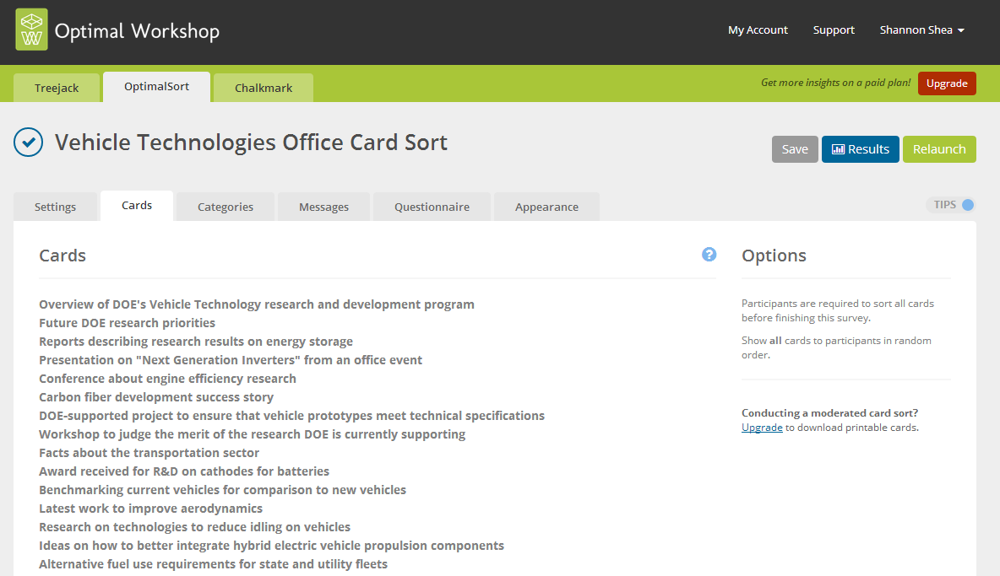 Optimal Workshop
My Account Support Shannon Shea
Treejack OptimalSort Chalkmark
Get more insights on a paid plan! Upgrade
Vehicle Technologies Office Card Sort
Save Results Relaunch
Settings Cards Categories Messages Questionnaire Appearance
TIPS
Cards
?
Overview of DOE's Vehicle Technology research and development program
Future DOE research priorities
Reports describing research results on energy storage
Presentation on "Next Generation Inverters" from an office event
Conference about engine efficiency research
Carbon fiber development success story
DOE-supported project to ensure that vehicle prototypes meet technical specifications
Workshop to judge the merit of the research DOE is currently supporting
Facts about the transportation sector
Award received for R&D on cathodes for batteries
Benchmarking current vehicles for comparison to new vehicles
Latest work to improve aerodynamics
Research on technologies to reduce idling on vehicles
Ideas on how to better integrate hybrid electric vehicle propulsion components
Alternative fuel use requirements for state and utility fleets
Options
Participants are required to sort all cards
before finishing this survey.
Show all cards to participants in random
order.
Conducting a moderated card sort?
Upgrade to download printable cards.